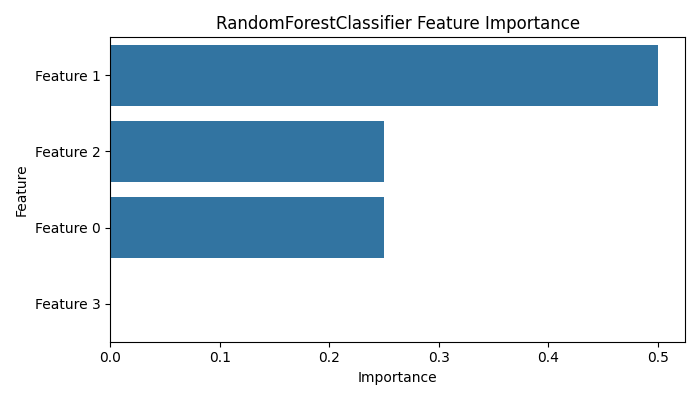 RandomForestClassifier Feature Importance
Feature
Feature 1
Feature 2
Feature 0
Feature 3
0.0 0.1 0.2 0.3 0.4 0.5
Importance